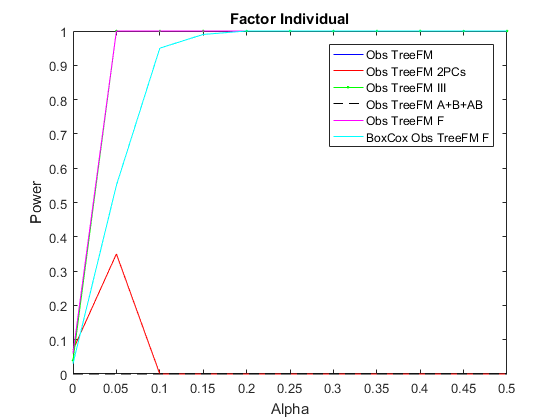 Factor Individual
1
0.9
0.8
0.7
0.6
0.5
0.4
0.3
0.2
0.1
0
Power
Obs TreeFM
Obs TreeFM 2PCs
Obs TreeFM III
Obs TreeFM A+B+AB
Obs TreeFM F
BoxCox Obs TreeFM F
0 0.05 0.1 0.15 0.2 0.25 0.3 0.35 0.4 0.45 0.5
Alpha